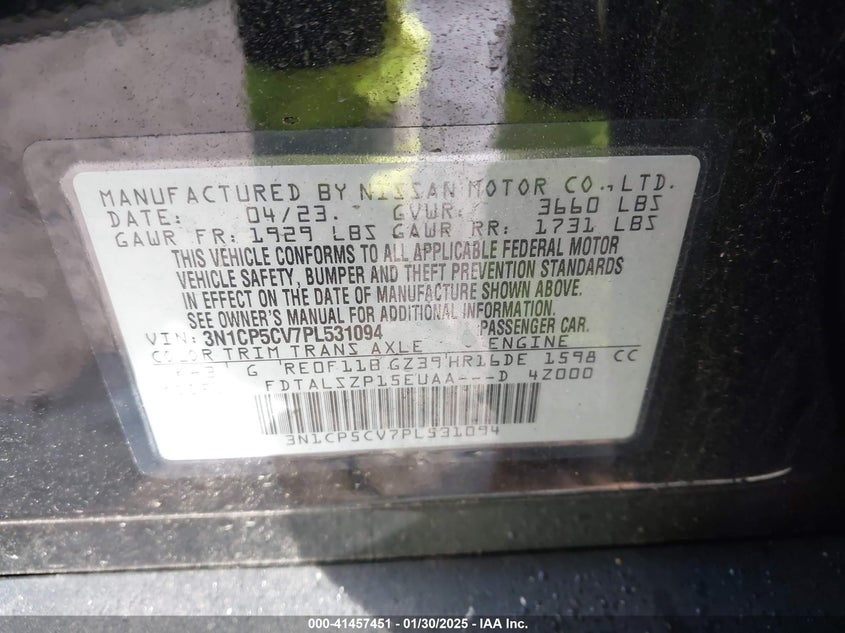 MANUFACTURED BY NISSAN MOTOR CO., LTD.
DATE: 04/23. GVWR: 3660 LBS
GAWR FR: 1929 LBS GAWR RR: 1731 LBS
THIS VEHICLE CONFORMS TO ALL APPLICABLE FEDERAL MOTOR
VEHICLE SAFETY, BUMPER AND THEFT PREVENTION STANDARDS
IN EFFECT ON THE DATE OF MANUFACTURE SHOWN ABOVE.
SEE OWNER'S MANUAL FOR ADDITIONAL INFORMATION.
VIN: 3N1CP5CV7PL531094 PASSENGER CAR.
COLOR TRIM TRANS AXLE ENGINE
G RE0F11B GZ39 HR16DE 1598 CC
FDTALSZP15EUAA---D 4Z000
3N1CP5CV7PL531094
000-41457451 - 01/30/2025 - IAA Inc.